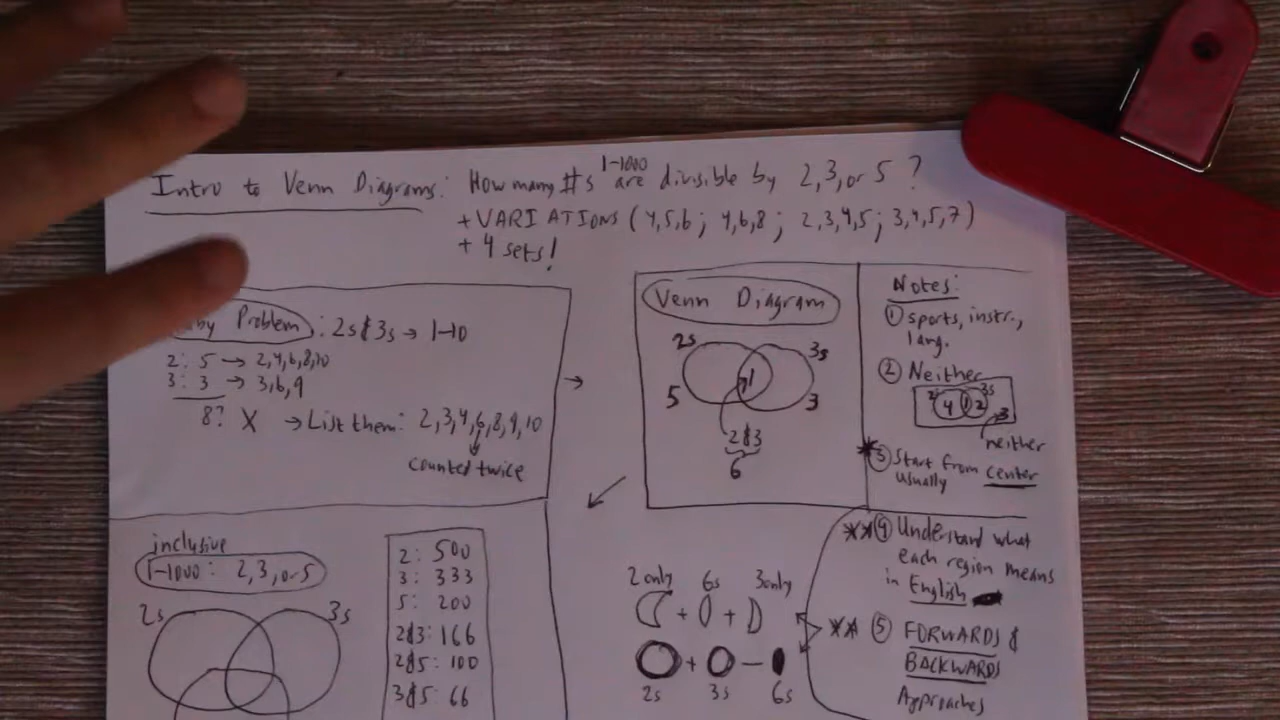 Intro to Venn Diagrams: How many #s 1-1000 are divisible by 2, 3, or 5 ?
+ VARIATIONS (4,5,6 ; 4,6,8 ; 2,3,4,5 ; 3,4,5,7)
+ 4 sets!
Problem : 2s & 3s → 1-10
2: 5 → 2,4,6,8,10
3: 3 → 3,6,9
8? X → List them: 2,3,4,6,8,9,10
counted twice
Venn Diagram
2s 3s
1
5 3
2&3
6
Notes:
① sports, instr.,
lang.
② Neither
2s 3s
4 1 2
3
neither
* ③ Start from center
usually
** ④ Understand what
each region means
in English
** ⑤ FORWARDS &
BACKWARDS
Approaches
inclusive
1-1000: 2, 3, or 5
2s 3s
2: 500
3: 333
5: 200
2&3: 166
2&5: 100
3&5: 66
2 only 6s 3 only
+ +
+ −
2s 3s 6s